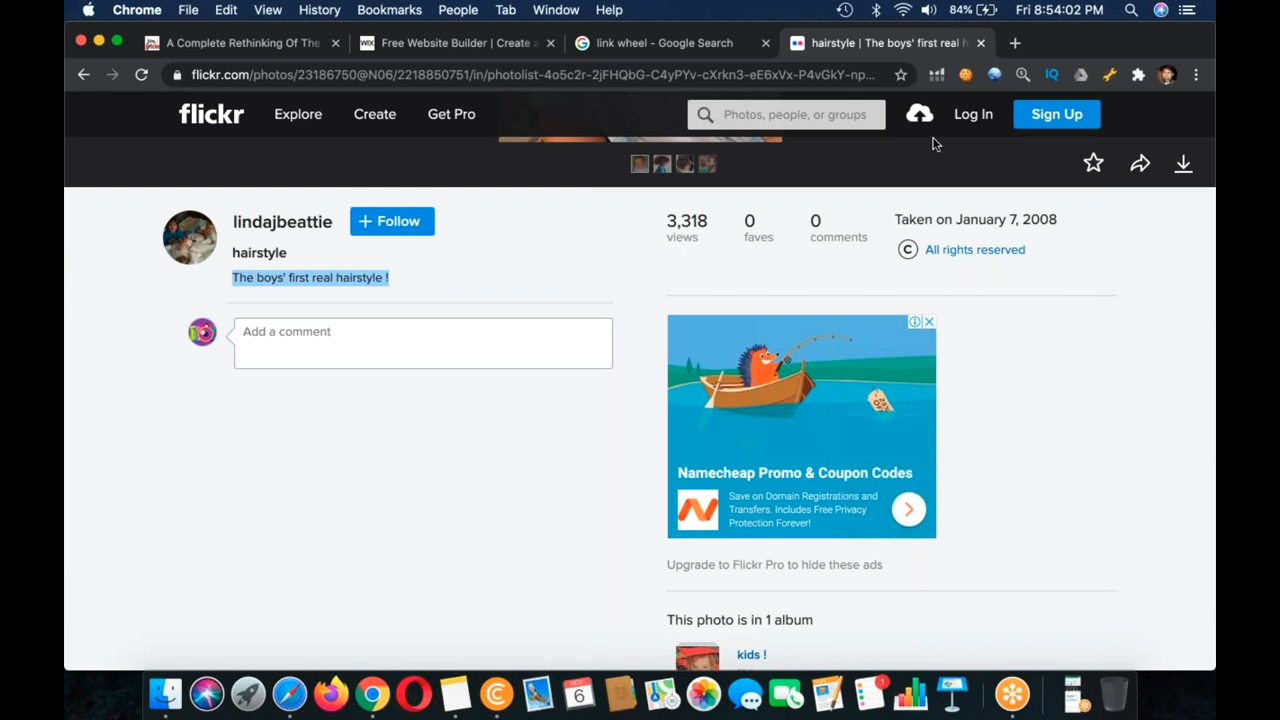 Chrome File Edit View History Bookmarks People Tab Window Help 84% Fri 8:54:02 PM
A Complete Rethinking Of The
WIX Free Website Builder | Create a
link wheel - Google Search
hairstyle | The boys' first real h
flickr.com/photos/23186750@N06/2218850751/in/photolist-4o5c2r-2jFHQbG-C4yPYv-cXrkn3-eE6xVx-P4vGkY-np... IQ
flickr Explore Create Get Pro Photos, people, or groups Log In Sign Up
lindajbeattie + Follow
hairstyle
The boys' first real hairstyle !
Add a comment
3,318 0 0
views faves comments
Taken on January 7, 2008
All rights reserved
Namecheap Promo & Coupon Codes
Save on Domain Registrations and
Transfers. Includes Free Privacy
Protection Forever!
Upgrade to Flickr Pro to hide these ads
This photo is in 1 album
kids !
NOV
6
1